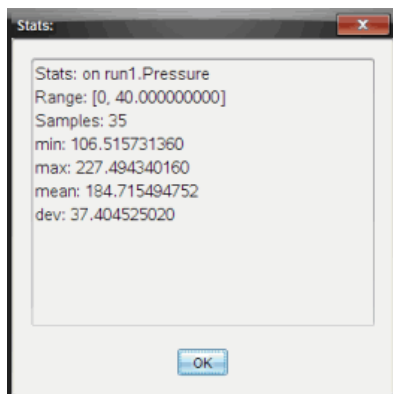 Stats:
Stats: on run1.Pressure
Range: [0, 40.000000000]
Samples: 35
min: 106.515731360
max: 227.494340160
mean: 184.715494752
dev: 37.404525020
OK